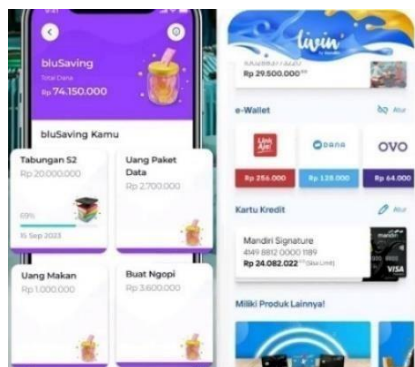 bluSaving
Total Dana
Rp 74.150.000
bluSaving Kamu
Tabungan S2
Rp 20.000.000
69%
15 Sep 2023
Uang Paket
Data
Rp 2.700.000
Uang Makan
Rp 1.000.000
Buat Ngopi
Rp 3.600.000
livin'
Rp 29.500.000
e-Wallet
Atur
LinkAja!
DANA
OVO
Rp 256.000
Rp 128.000
Rp 64.000
Kartu Kredit
Atur
Mandiri Signature
4149 8812 0000 1189
Rp 24.082.022 (Sisa Limit)
mandiri
VISA
Miliki Produk Lainnya!